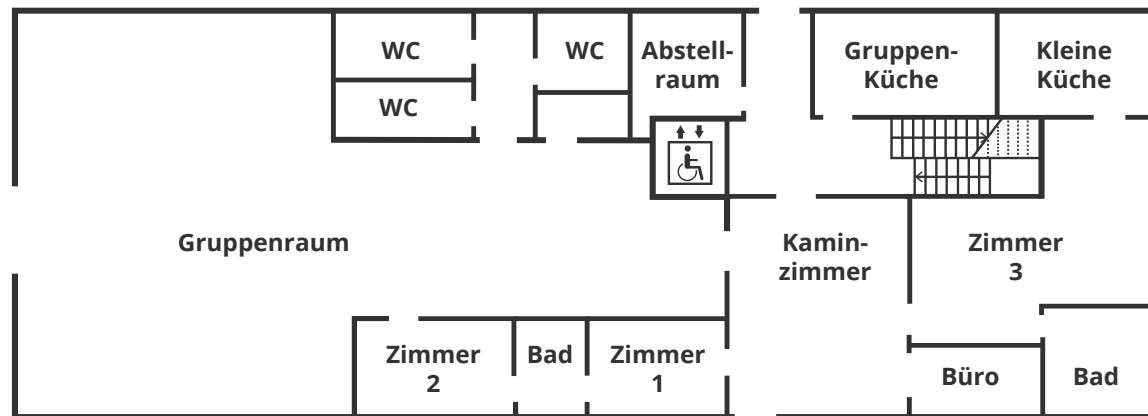 WC
WC
WC
Abstell-
raum
Gruppen-
Küche
Kleine
Küche
Gruppenraum
Kamin-
zimmer
Zimmer
3
Zimmer
2
Bad
Zimmer
1
Büro
Bad